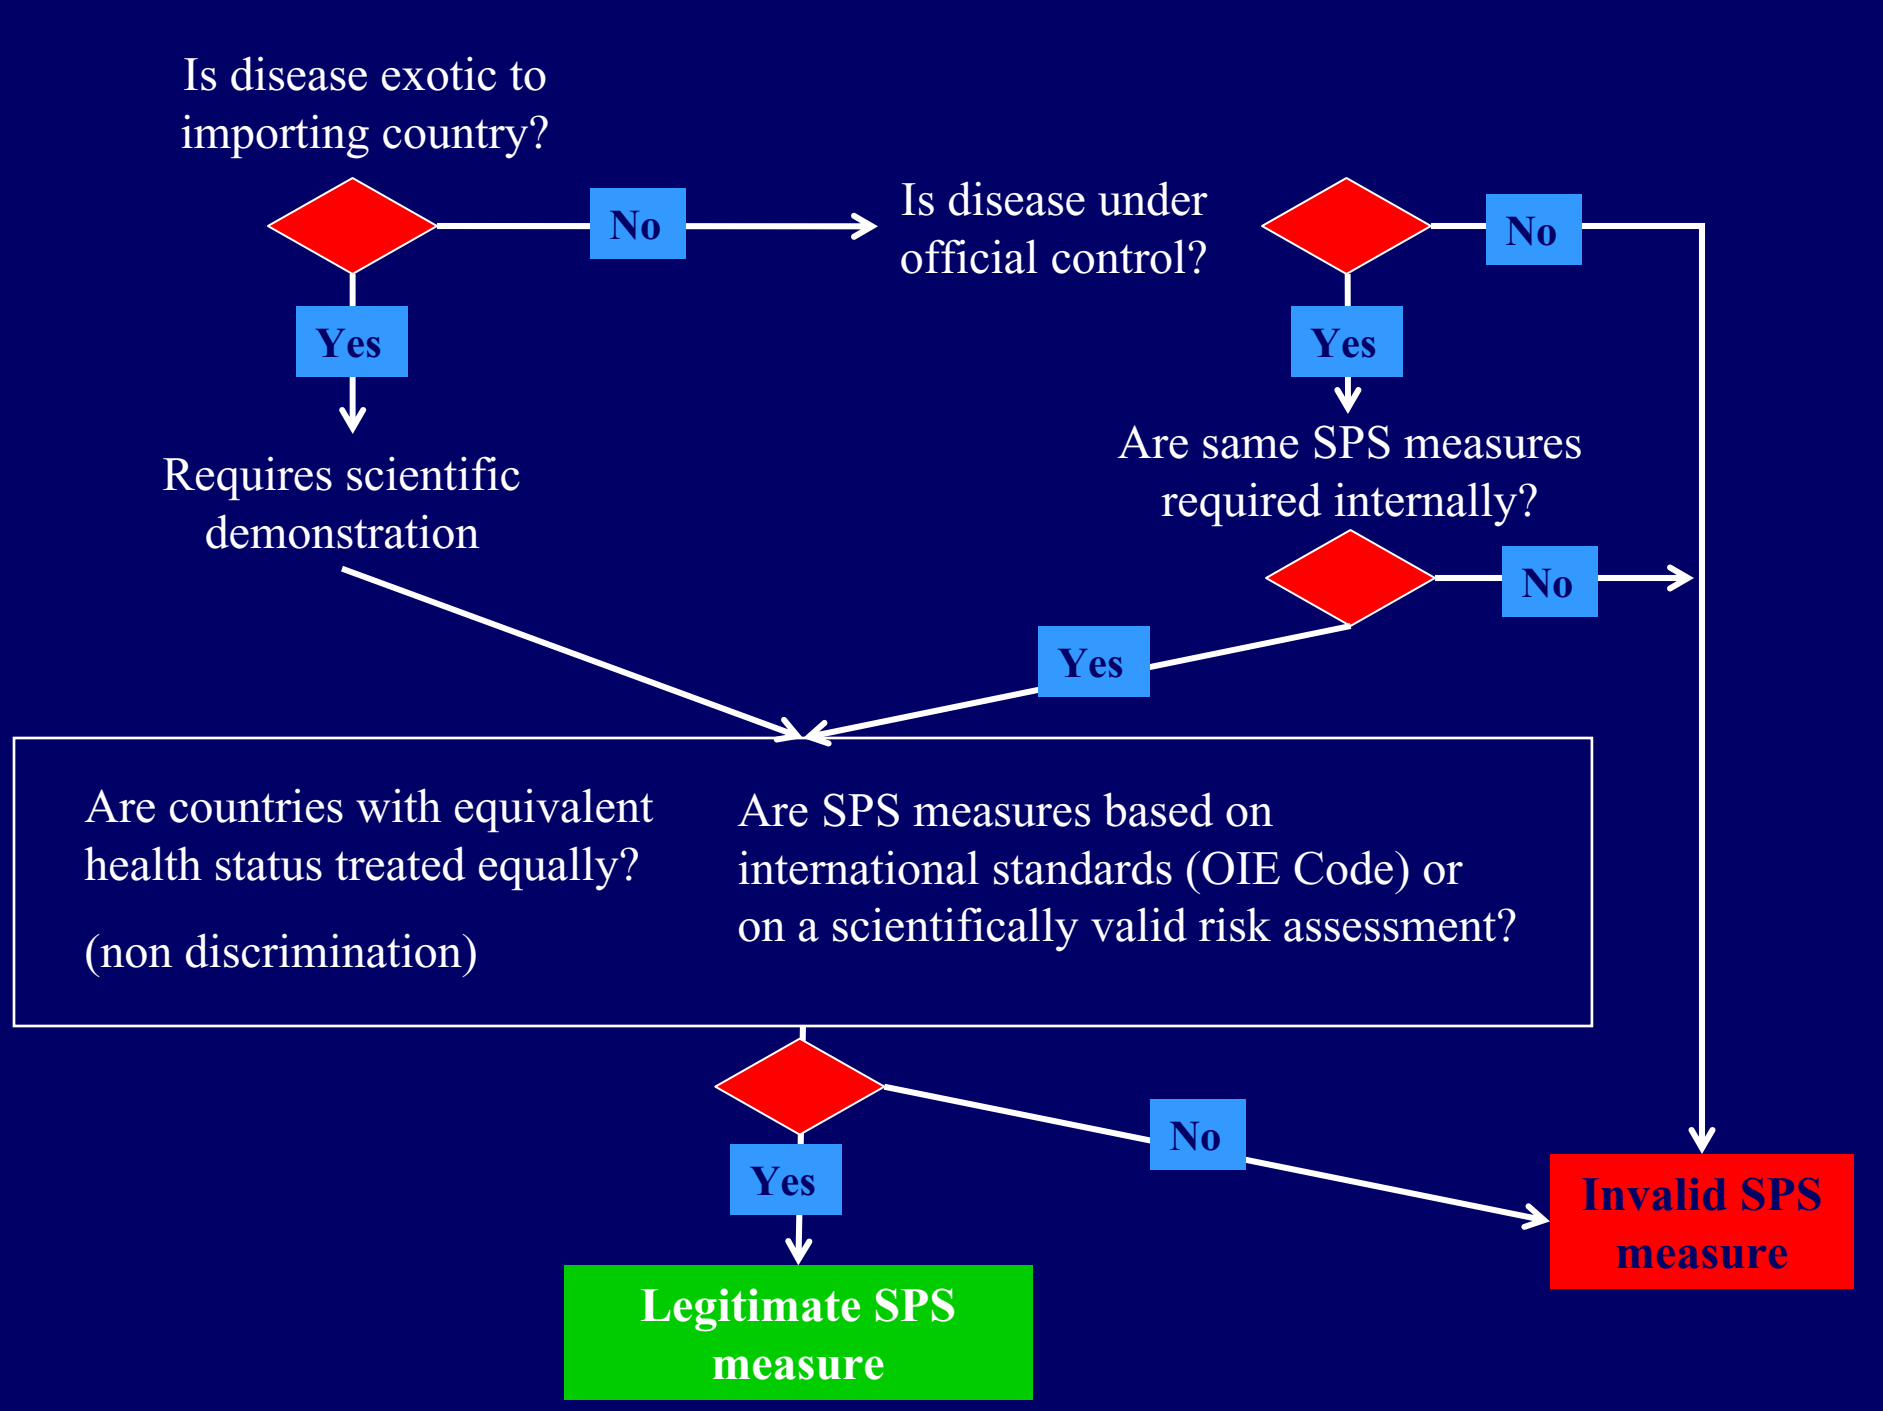 Is disease exotic to
importing country?
No
Is disease under
official control?
No
Yes
Yes
Requires scientific
demonstration
Are same SPS measures
required internally?
No
Yes
Are countries with equivalent
health status treated equally?
(non discrimination)
Are SPS measures based on
international standards (OIE Code) or
on a scientifically valid risk assessment?
No
Yes
Invalid SPS
measure
Legitimate SPS
measure